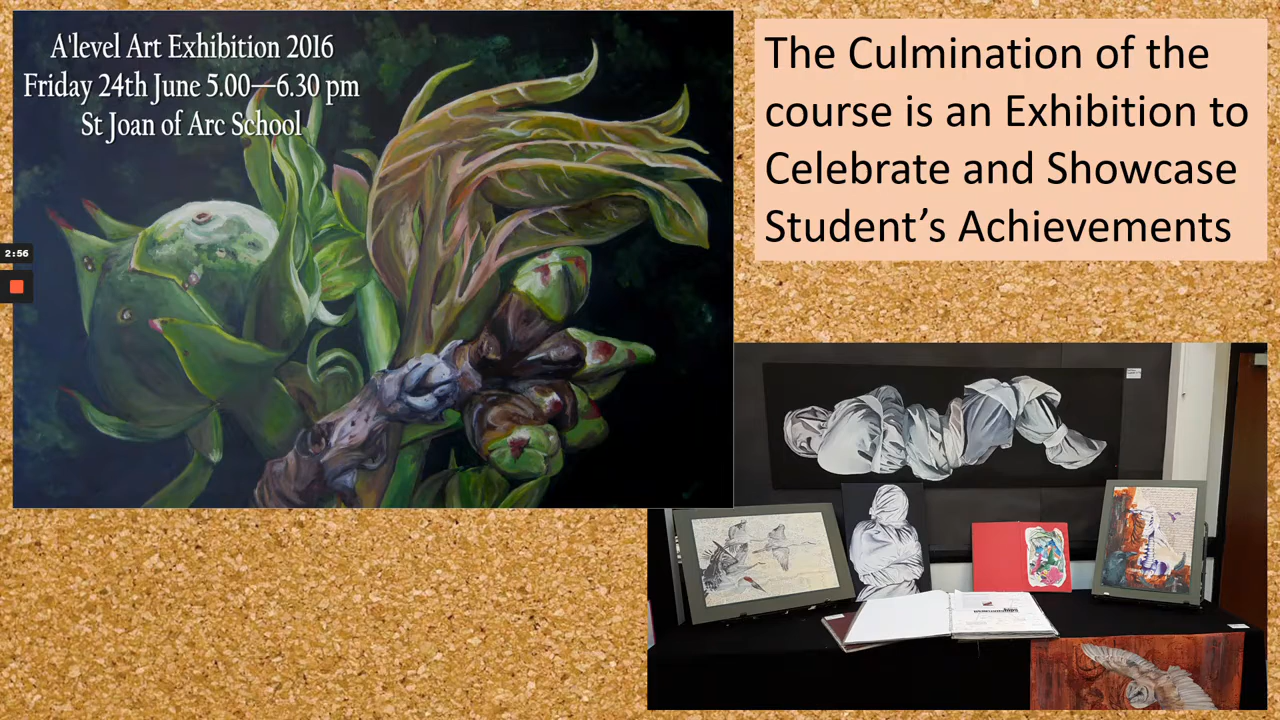 A'level Art Exhibition 2016
Friday 24th June 5.00—6.30 pm
St Joan of Arc School
The Culmination of the
course is an Exhibition to
Celebrate and Showcase
Student’s Achievements
2:56